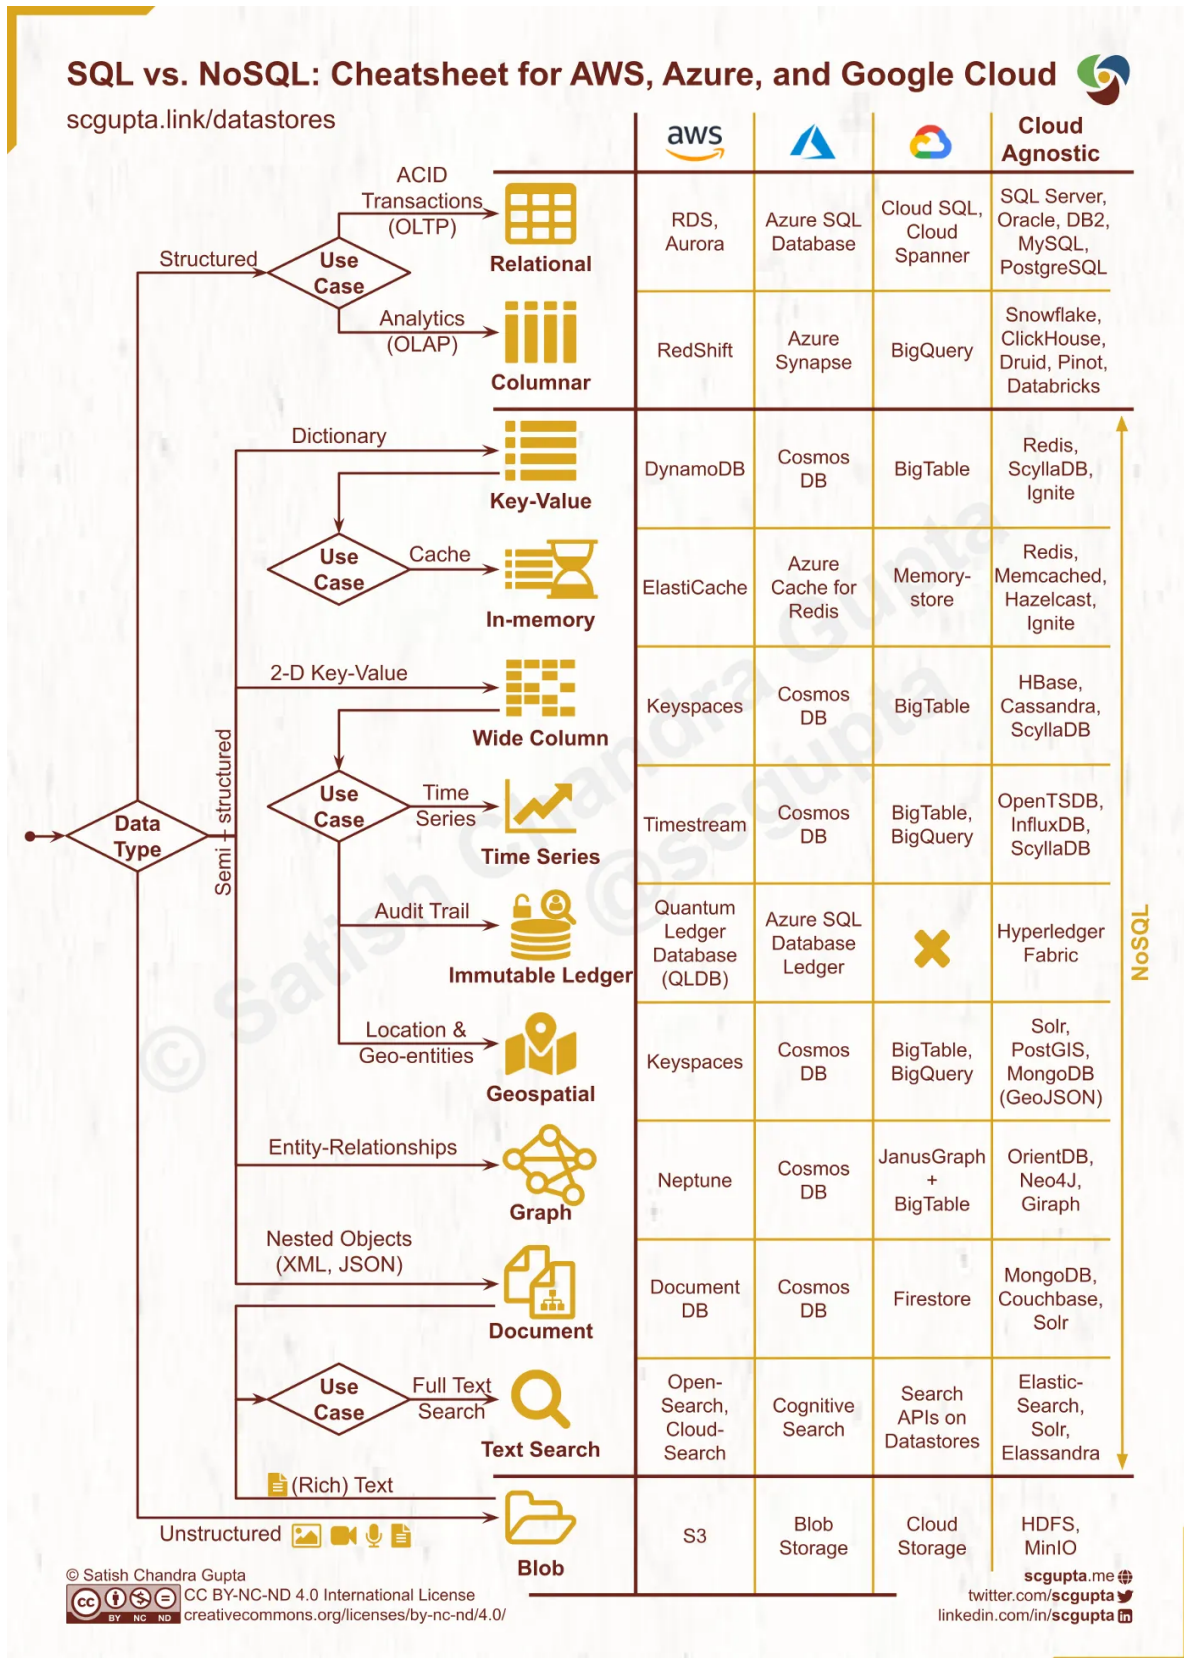 SQL vs. NoSQL: Cheatsheet for AWS, Azure, and Google Cloud
scgupta.link/datastores
aws
Cloud
Agnostic
ACID
Transactions
(OLTP)
Structured
Use
Case
Relational
RDS,
Aurora
Azure SQL
Database
Cloud SQL,
Cloud
Spanner
SQL Server,
Oracle, DB2,
MySQL,
PostgreSQL
Analytics
(OLAP)
Columnar
RedShift
Azure
Synapse
BigQuery
Snowflake,
ClickHouse,
Druid, Pinot,
Databricks
Dictionary
Key-Value
DynamoDB
Cosmos
DB
BigTable
Redis,
ScyllaDB,
Ignite
Use
Case
Cache
In-memory
ElastiCache
Azure
Cache for
Redis
Memory-
store
Redis,
Memcached,
Hazelcast,
Ignite
2-D Key-Value
Wide Column
Keyspaces
Cosmos
DB
BigTable
HBase,
Cassandra,
ScyllaDB
Semi + structured
Data
Type
Use
Case
Time
Series
Time Series
Timestream
Cosmos
DB
BigTable,
BigQuery
OpenTSDB,
InfluxDB,
ScyllaDB
Audit Trail
Immutable Ledger
Quantum
Ledger
Database
(QLDB)
Azure SQL
Database
Ledger
Hyperledger
Fabric
NoSQL
Location &
Geo-entities
Geospatial
Keyspaces
Cosmos
DB
BigTable,
BigQuery
Solr,
PostGIS,
MongoDB
(GeoJSON)
Entity-Relationships
Graph
Neptune
Cosmos
DB
JanusGraph
+
BigTable
OrientDB,
Neo4J,
Giraph
Nested Objects
(XML, JSON)
Document
Document
DB
Cosmos
DB
Firestore
MongoDB,
Couchbase,
Solr
Use
Case
Full Text
Search
Text Search
Open-
Search,
Cloud-
Search
Cognitive
Search
Search
APIs on
Datastores
Elastic-
Search,
Solr,
Elassandra
(Rich) Text
Unstructured
Blob
S3
Blob
Storage
Cloud
Storage
HDFS,
MinIO
© Satish Chandra Gupta
@scgupta
© Satish Chandra Gupta
CC BY-NC-ND 4.0 International License
creativecommons.org/licenses/by-nc-nd/4.0/
cc
BY NC ND
scgupta.me
twitter.com/scgupta
linkedin.com/in/scgupta
in